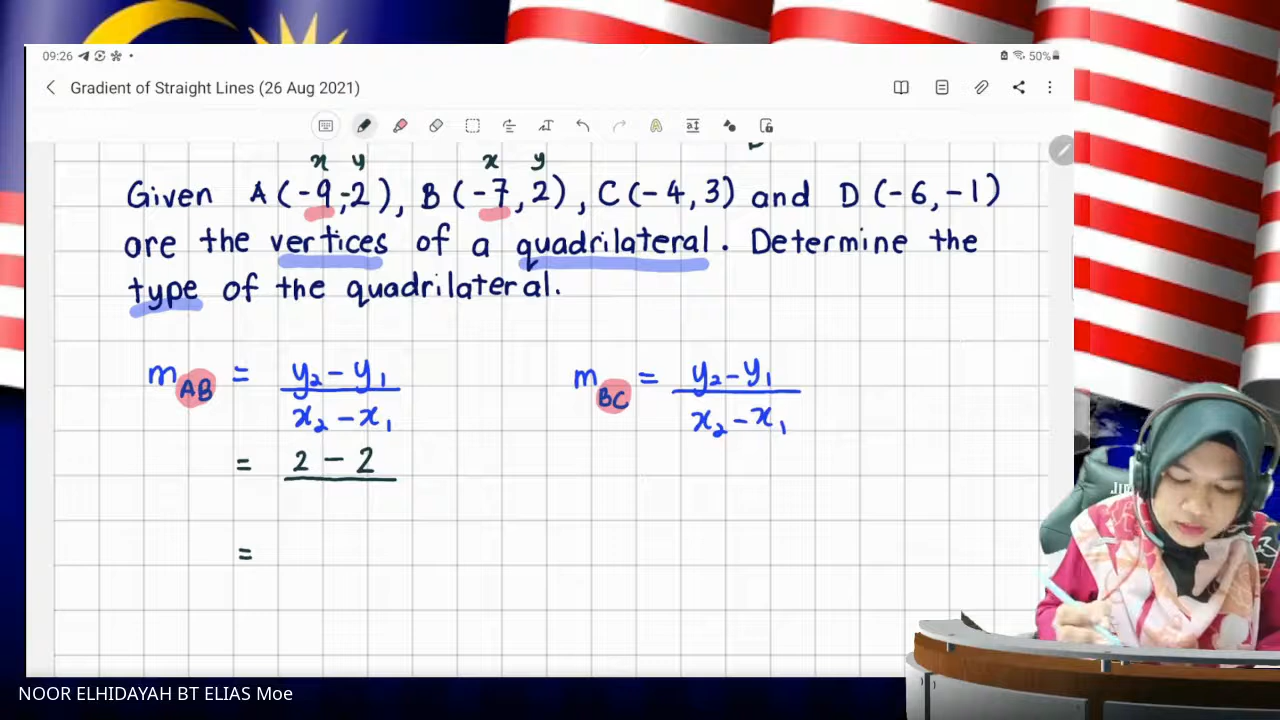 09:26 50%
Gradient of Straight Lines (26 Aug 2021)
x y x y
Given A(-9,-2), B(-7,2), C(-4,3) and D(-6,-1)
are the vertices of a quadrilateral. Determine the
type of the quadrilateral.
m AB = y₂-y₁ m BC = y₂-y₁
x₂-x₁ x₂-x₁
= 2-2
=
NOOR ELHIDAYAH BT ELIAS Moe